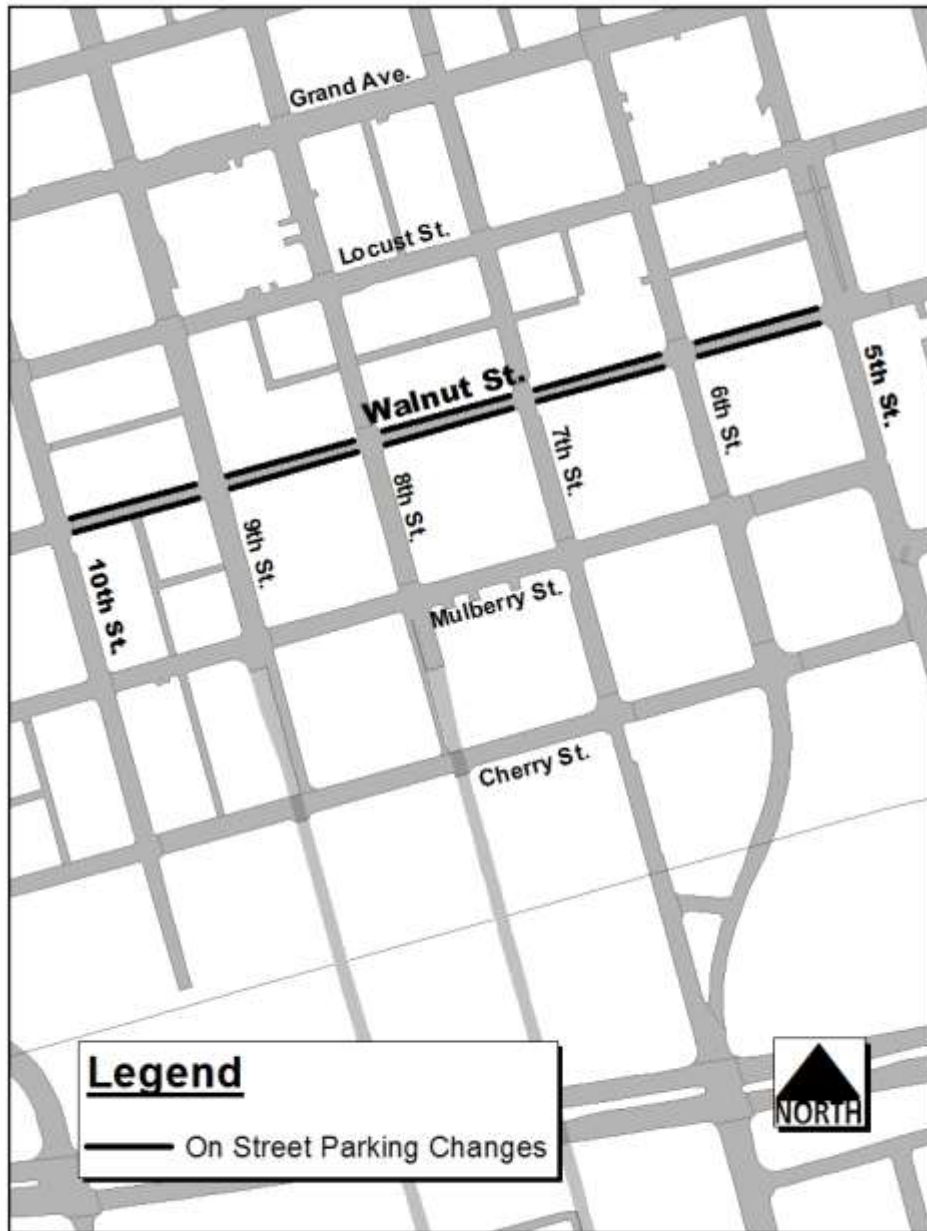 Grand Ave.
Locust St.
Walnut St.
5th St.
6th St.
7th St.
8th St.
9th St.
10th St.
Mulberry St.
Cherry St.
Legend
On Street Parking Changes
NORTH